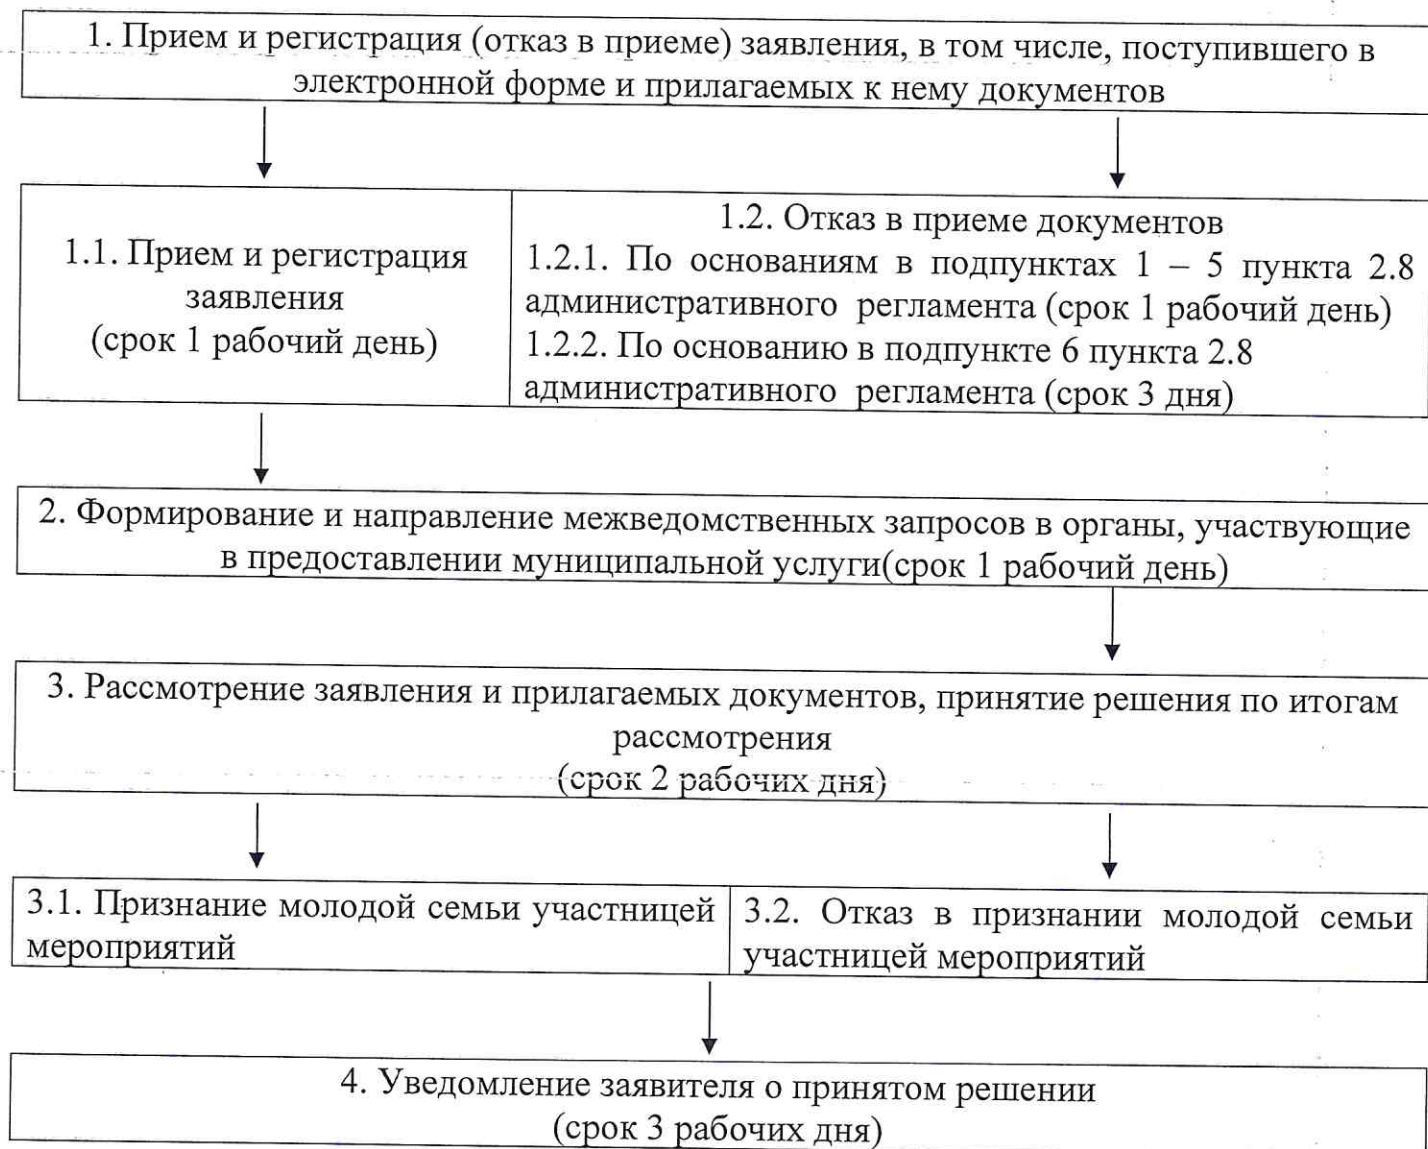 1. Прием и регистрация (отказ в приеме) заявления, в том числе, поступившего в
электронной форме и прилагаемых к нему документов
1.1. Прием и регистрация
заявления
(срок 1 рабочий день)
1.2. Отказ в приеме документов
1.2.1. По основаниям в подпунктах 1 – 5 пункта 2.8
административного регламента (срок 1 рабочий день)
1.2.2. По основанию в подпункте 6 пункта 2.8
административного регламента (срок 3 дня)
2. Формирование и направление межведомственных запросов в органы, участвующие
в предоставлении муниципальной услуги(срок 1 рабочий день)
3. Рассмотрение заявления и прилагаемых документов, принятие решения по итогам
рассмотрения
(срок 2 рабочих дня)
3.1. Признание молодой семьи участницей
мероприятий
3.2. Отказ в признании молодой семьи
участницей мероприятий
4. Уведомление заявителя о принятом решении
(срок 3 рабочих дня)